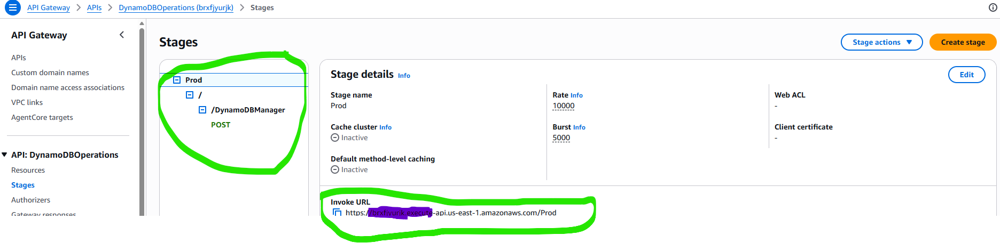 API Gateway > APIs > DynamoDBOperations (brxfjyurjk) > Stages
API Gateway
APIs
Custom domain names
Domain name access associations
VPC links
AgentCore targets
API: DynamoDBOperations
Resources
Stages
Authorizers
Gateway responses
Stages
Stage actions
Create stage
Prod
/
/DynamoDBManager
POST
Stage details Info
Edit
Stage name
Prod
Rate Info
10000
Web ACL
-
Cache cluster Info
Inactive
Burst Info
5000
Client certificate
-
Default method-level caching
Inactive
Invoke URL
https://brxfjyurjk.execute-api.us-east-1.amazonaws.com/Prod